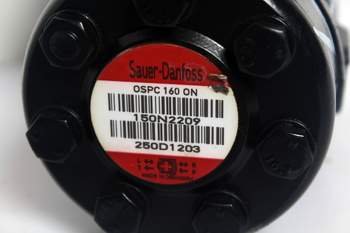 Sauer-Danfoss
OSPC 160 ON
150N2209
250D1203